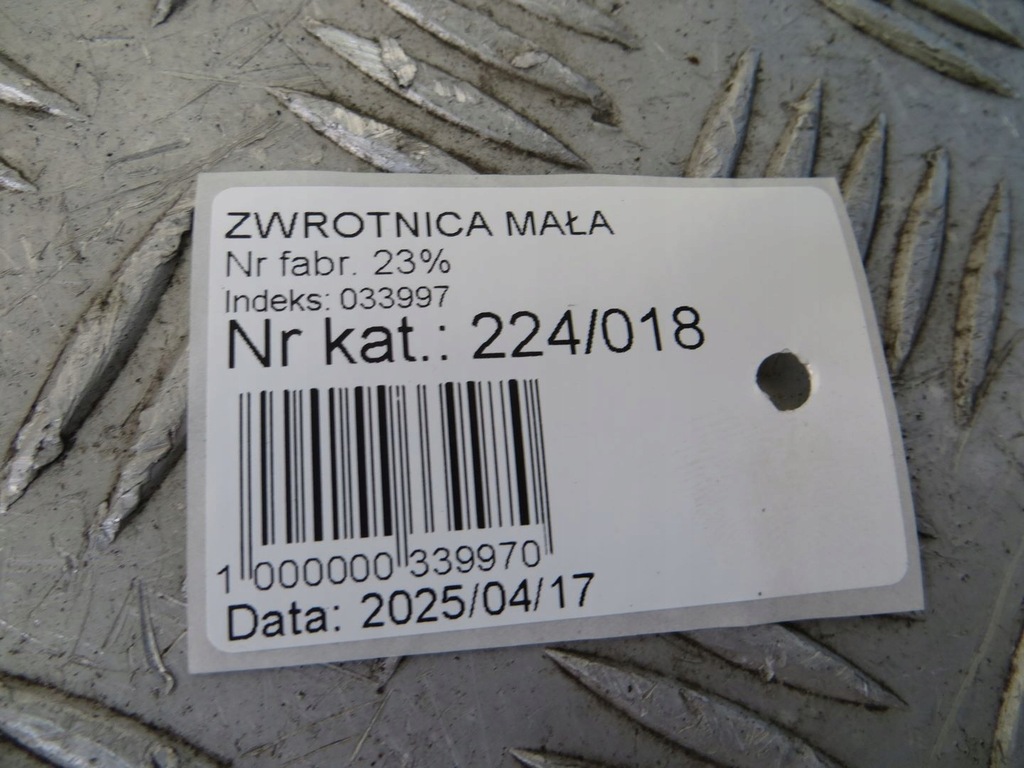 ZWROTNICA MAŁA
Nr fabr. 23%
Indeks: 033997
Nr kat.: 224/018
1 000000 339970
Data: 2025/04/17